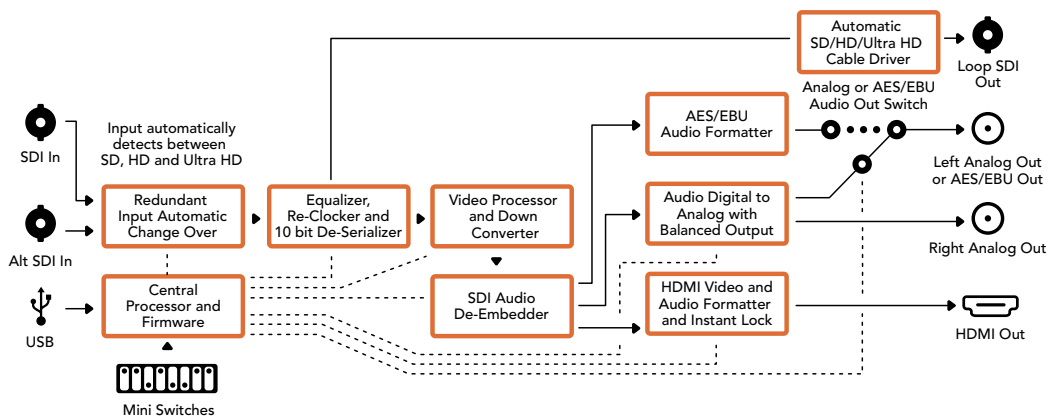 Automatic
SD/HD/Ultra HD
Cable Driver
Loop SDI
Out
SDI In
Input automatically
detects between
SD, HD and Ultra HD
AES/EBU
Audio Formatter
Analog or AES/EBU
Audio Out Switch
Left Analog Out
or AES/EBU Out
Alt SDI In
Redundant
Input Automatic
Change Over
Equalizer,
Re-Clocker and
10 bit De-Serializer
Video Processor
and Down
Converter
Audio Digital to
Analog with
Balanced Output
Right Analog Out
USB
Central
Processor and
Firmware
SDI Audio
De-Embedder
HDMI Video and
Audio Formatter
and Instant Lock
HDMI Out
Mini Switches